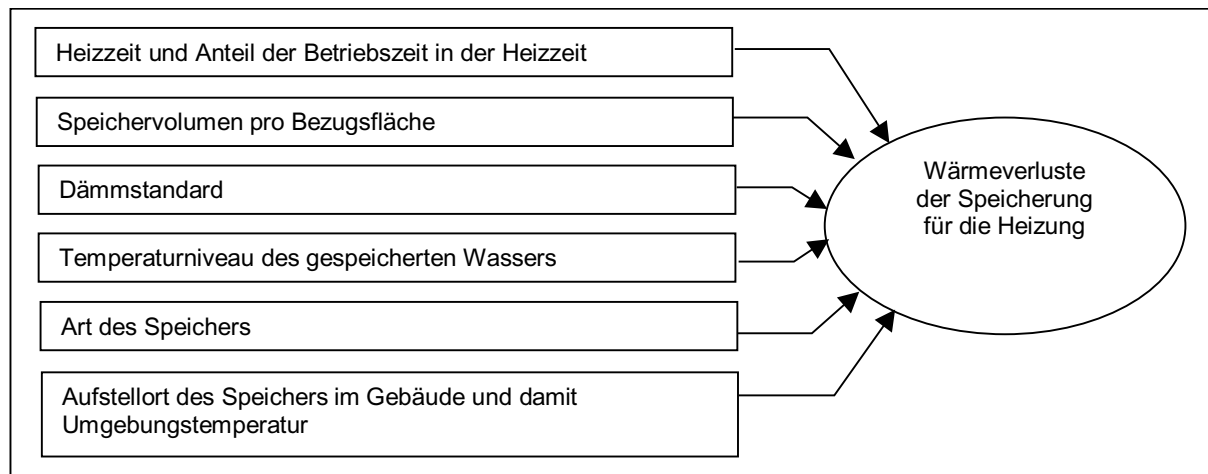 Heizzeit und Anteil der Betriebszeit in der Heizzeit
Speichervolumen pro Bezugsfläche
Dämmstandard
Temperaturniveau des gespeicherten Wassers
Art des Speichers
Aufstellort des Speichers im Gebäude und damit
Umgebungstemperatur
Wärmeverluste
der Speicherung
für die Heizung